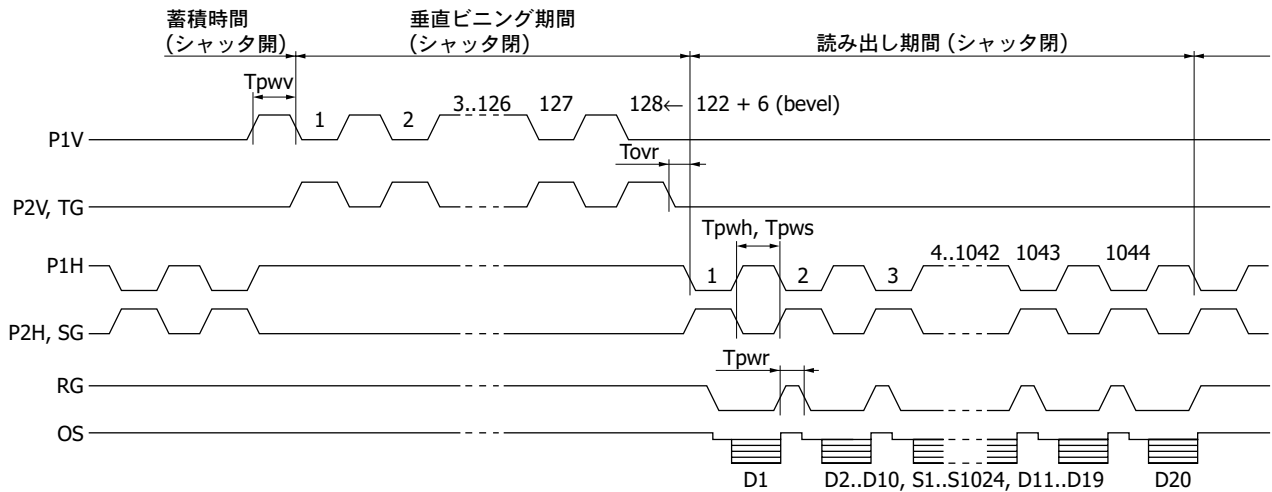 蓄積時間
(シャッタ開)
垂直ビニング期間
(シャッタ閉)
読み出し期間 (シャッタ閉)
Tpwv
1
2
3..126
127
128← 122 + 6 (bevel)
P1V
Tovr
P2V, TG
Tpwh, Tpws
P1H
1
2
3
4..1042
1043
1044
P2H, SG
Tpwr
RG
OS
D1
D2..D10, S1..S1024, D11..D19
D20